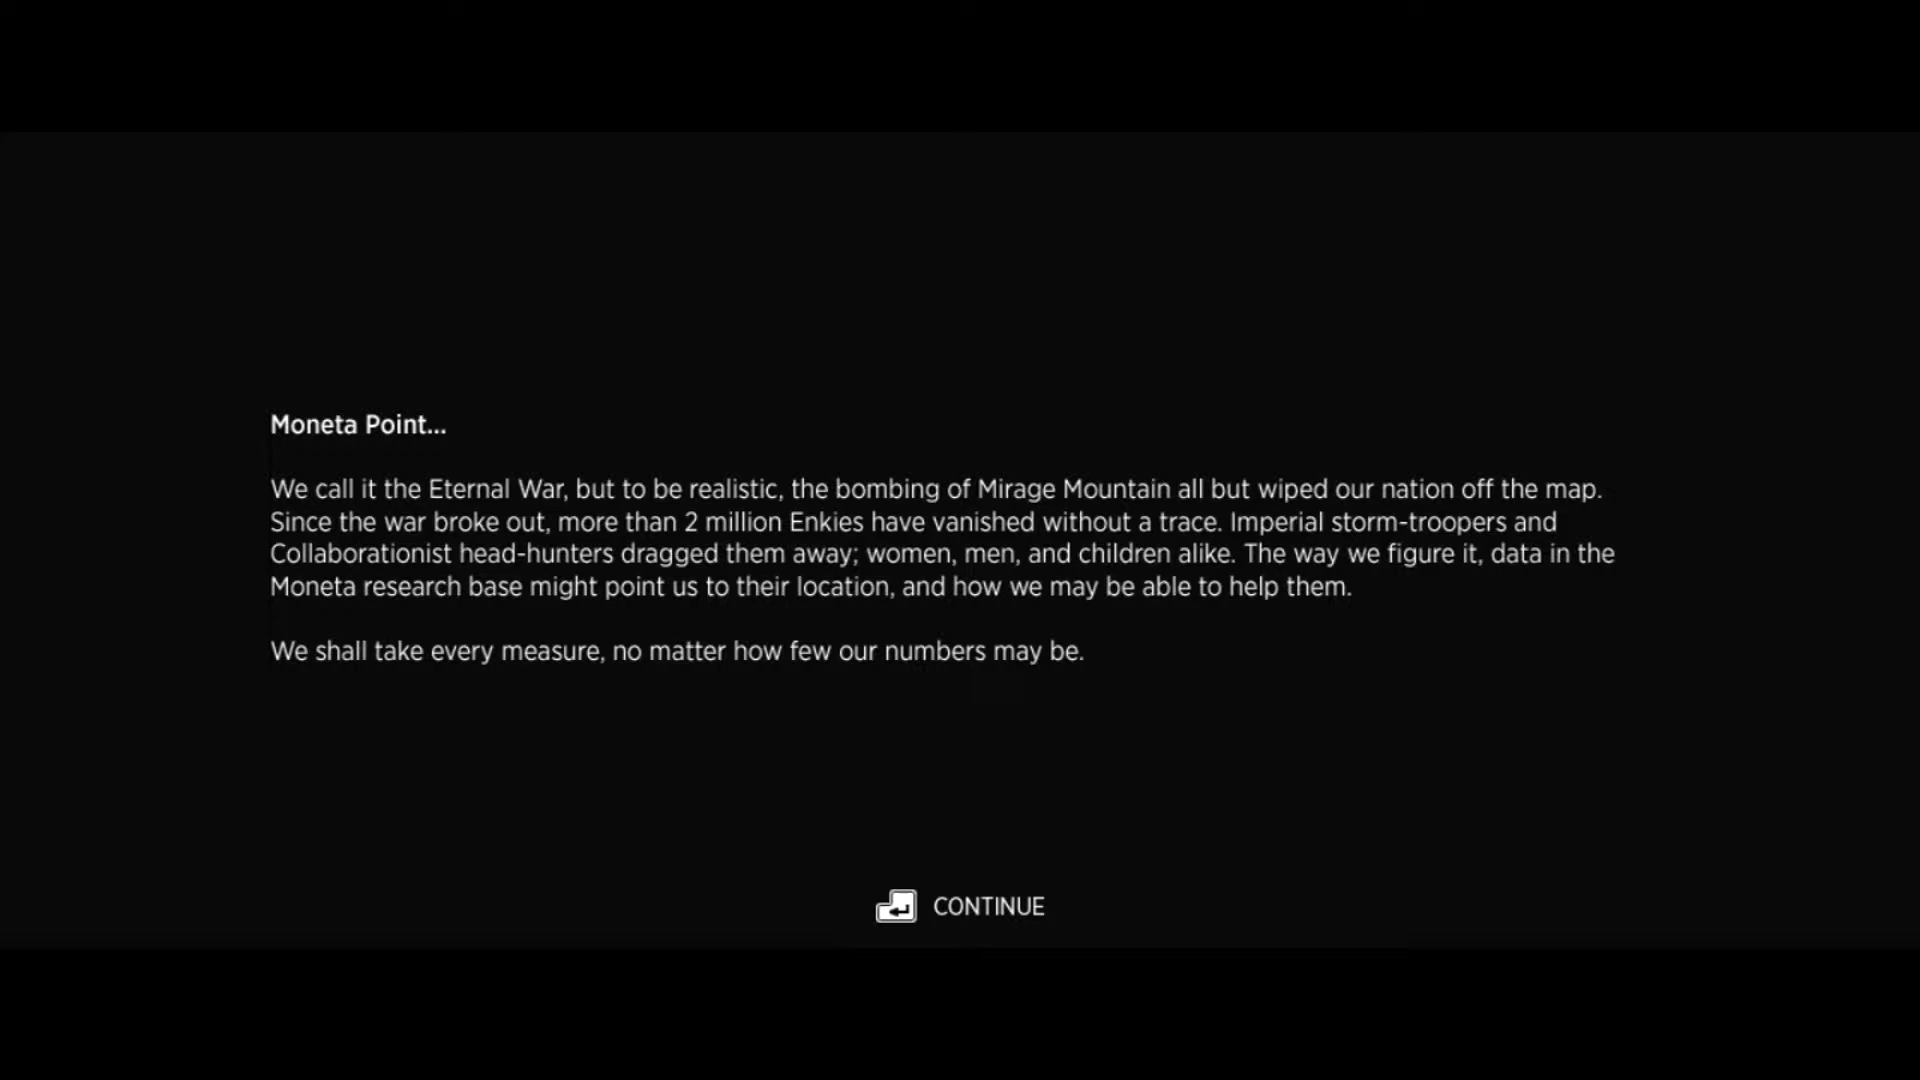 Moneta Point...
We call it the Eternal War, but to be realistic, the bombing of Mirage Mountain all but wiped our nation off the map.
Since the war broke out, more than 2 million Enkies have vanished without a trace. Imperial storm-troopers and
Collaborationist head-hunters dragged them away; women, men, and children alike. The way we figure it, data in the
Moneta research base might point us to their location, and how we may be able to help them.
We shall take every measure, no matter how few our numbers may be.
CONTINUE